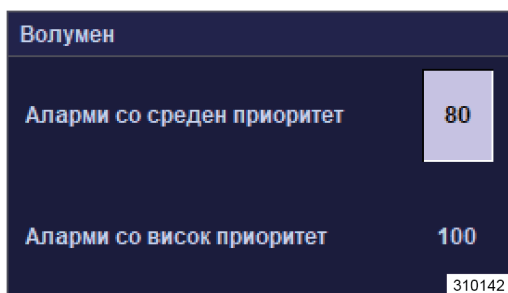 Волумен
Аларми со среден приоритет 80
Аларми со висок приоритет 100
310142